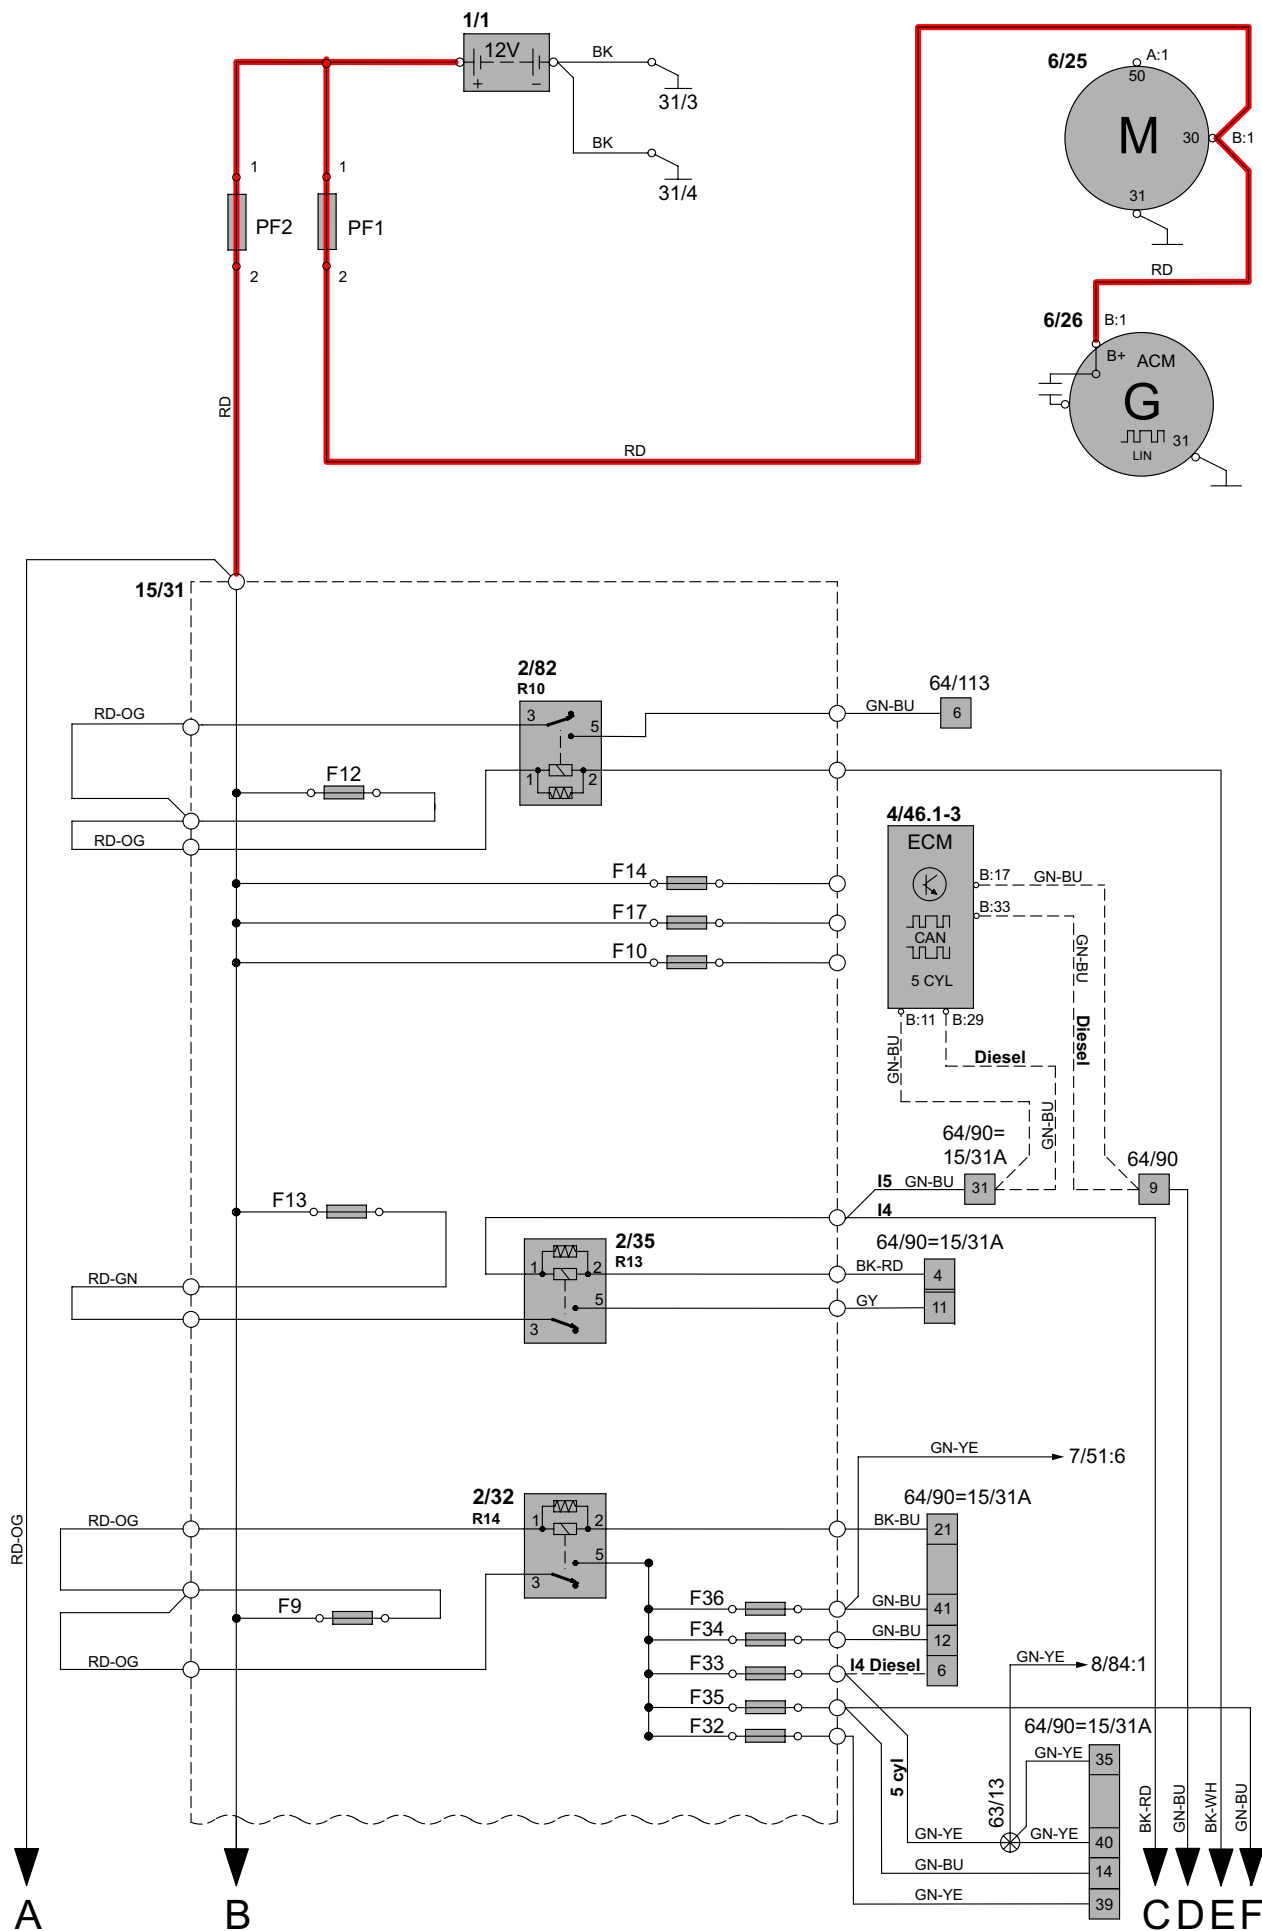 1/1
12V
+
−
BK
31/3
BK
31/4
6/25
A:1
50
M
30
B:1
31
1
PF2
2
1
PF1
2
RD
RD
RD
6/26
B:1
B+
ACM
G
LIN
31
15/31
2/82
R10
3
5
1
2
RD-OG
F12
RD-OG
GN-BU
64/113
6
F14
F17
F10
4/46.1-3
ECM
CAN
5 CYL
B:17
GN-BU
B:33
GN-BU
Diesel
B:11
B:29
GN-BU
Diesel
GN-BU
64/90=
15/31A
I5
GN-BU
31
I4
64/90
9
F13
RD-GN
2/35
R13
1
2
5
3
64/90=15/31A
BK-RD
4
GY
11
GN-YE
7/51:6
2/32
R14
1
2
5
3
RD-OG
F9
RD-OG
RD-OG
64/90=15/31A
BK-BU
21
F36
GN-BU
41
F34
GN-BU
12
F33
I4 Diesel
6
F35
F32
GN-YE
8/84:1
64/90=15/31A
GN-YE
35
5 cyl
63/13
GN-YE
GN-YE
40
GN-BU
14
GN-YE
39
BK-RD
GN-BU
BK-WH
GN-BU
A
B
C
D
E
F